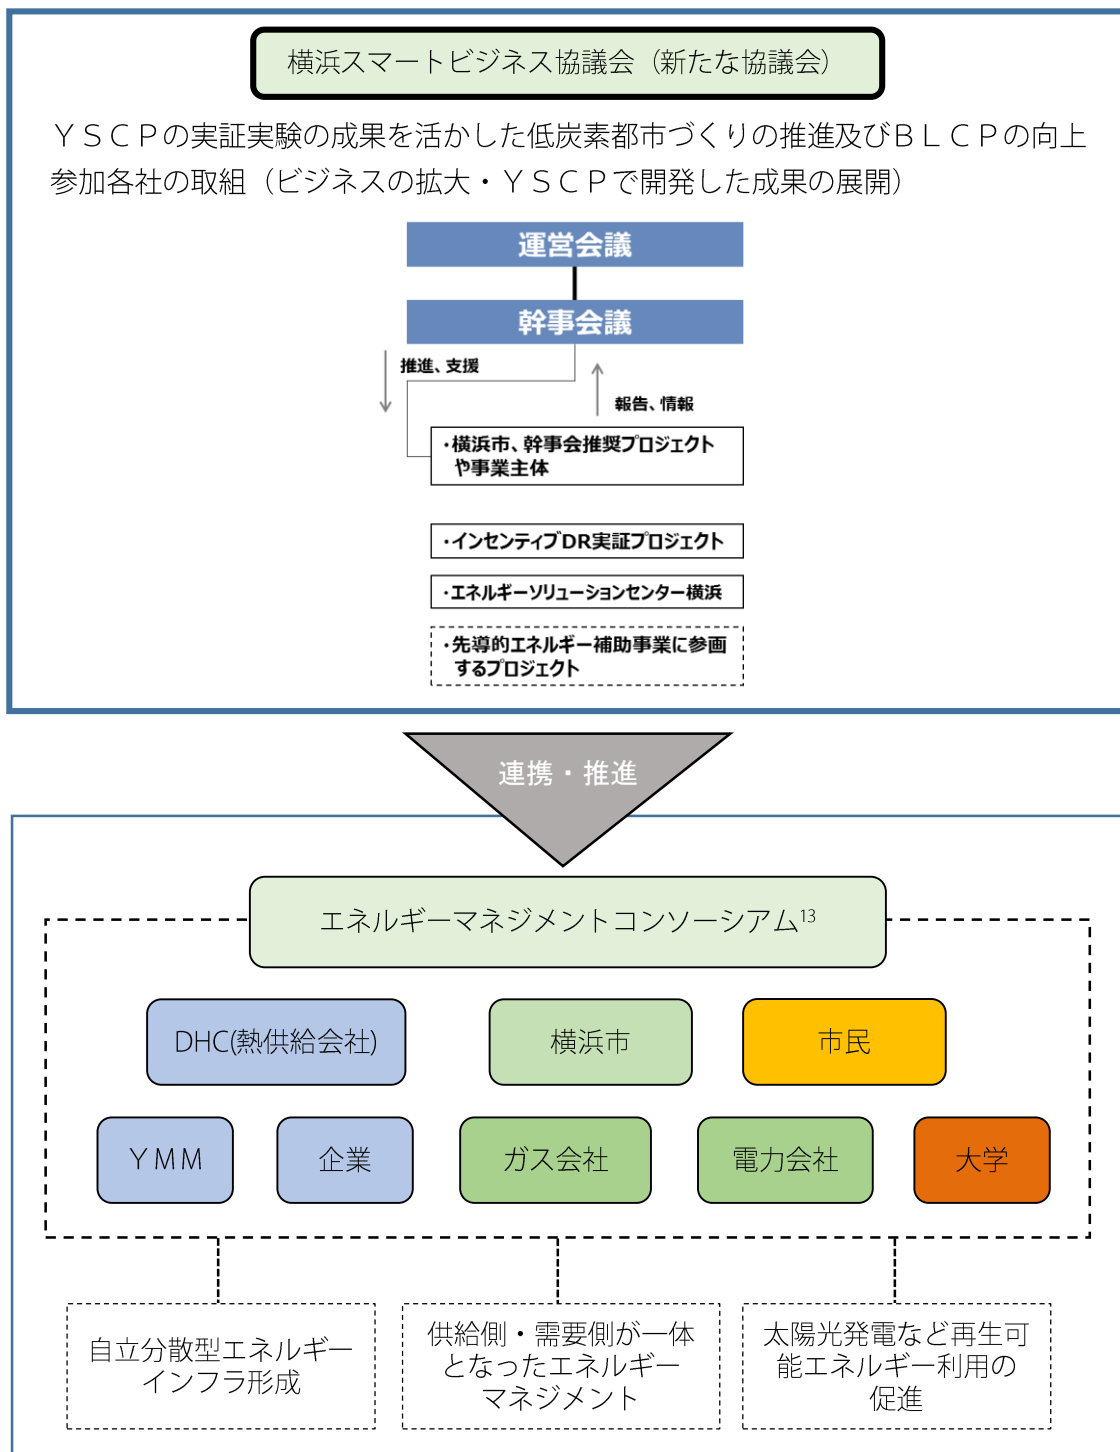 横浜スマートビジネス協議会（新たな協議会）
ＹＳＣＰの実証実験の成果を活かした低炭素都市づくりの推進及びＢＬＣＰの向上
参加各社の取組（ビジネスの拡大・ＹＳＣＰで開発した成果の展開）
運営会議
幹事会議
推進、支援
報告、情報
・横浜市、幹事会推奨プロジェクト
や事業主体
・インセンティブDR実証プロジェクト
・エネルギーソリューションセンター横浜
・先導的エネルギー補助事業に参画
するプロジェクト
連携・推進
エネルギーマネジメントコンソーシアム13
DHC(熱供給会社)
横浜市
市民
ＹＭＭ
企業
ガス会社
電力会社
大学
自立分散型エネルギー
インフラ形成
供給側・需要側が一体
となったエネルギー
マネジメント
太陽光発電など再生可
能エネルギー利用の
促進